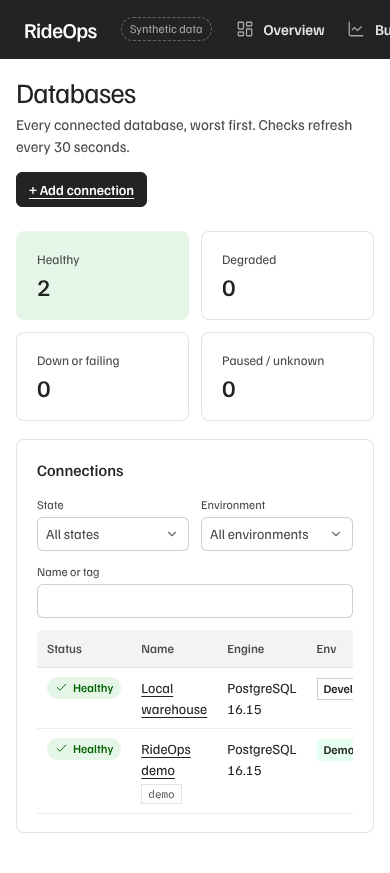 RideOps Synthetic data Overview Bu
Databases
Every connected database, worst first. Checks refresh
every 30 seconds.
+ Add connection
Healthy Degraded
2 0
Down or failing Paused / unknown
0 0
Connections
State Environment
All states All environments
Name or tag
Status Name Engine Env
Healthy Local PostgreSQL Devel
warehouse 16.15
Healthy RideOps PostgreSQL Demo
demo 16.15
demo